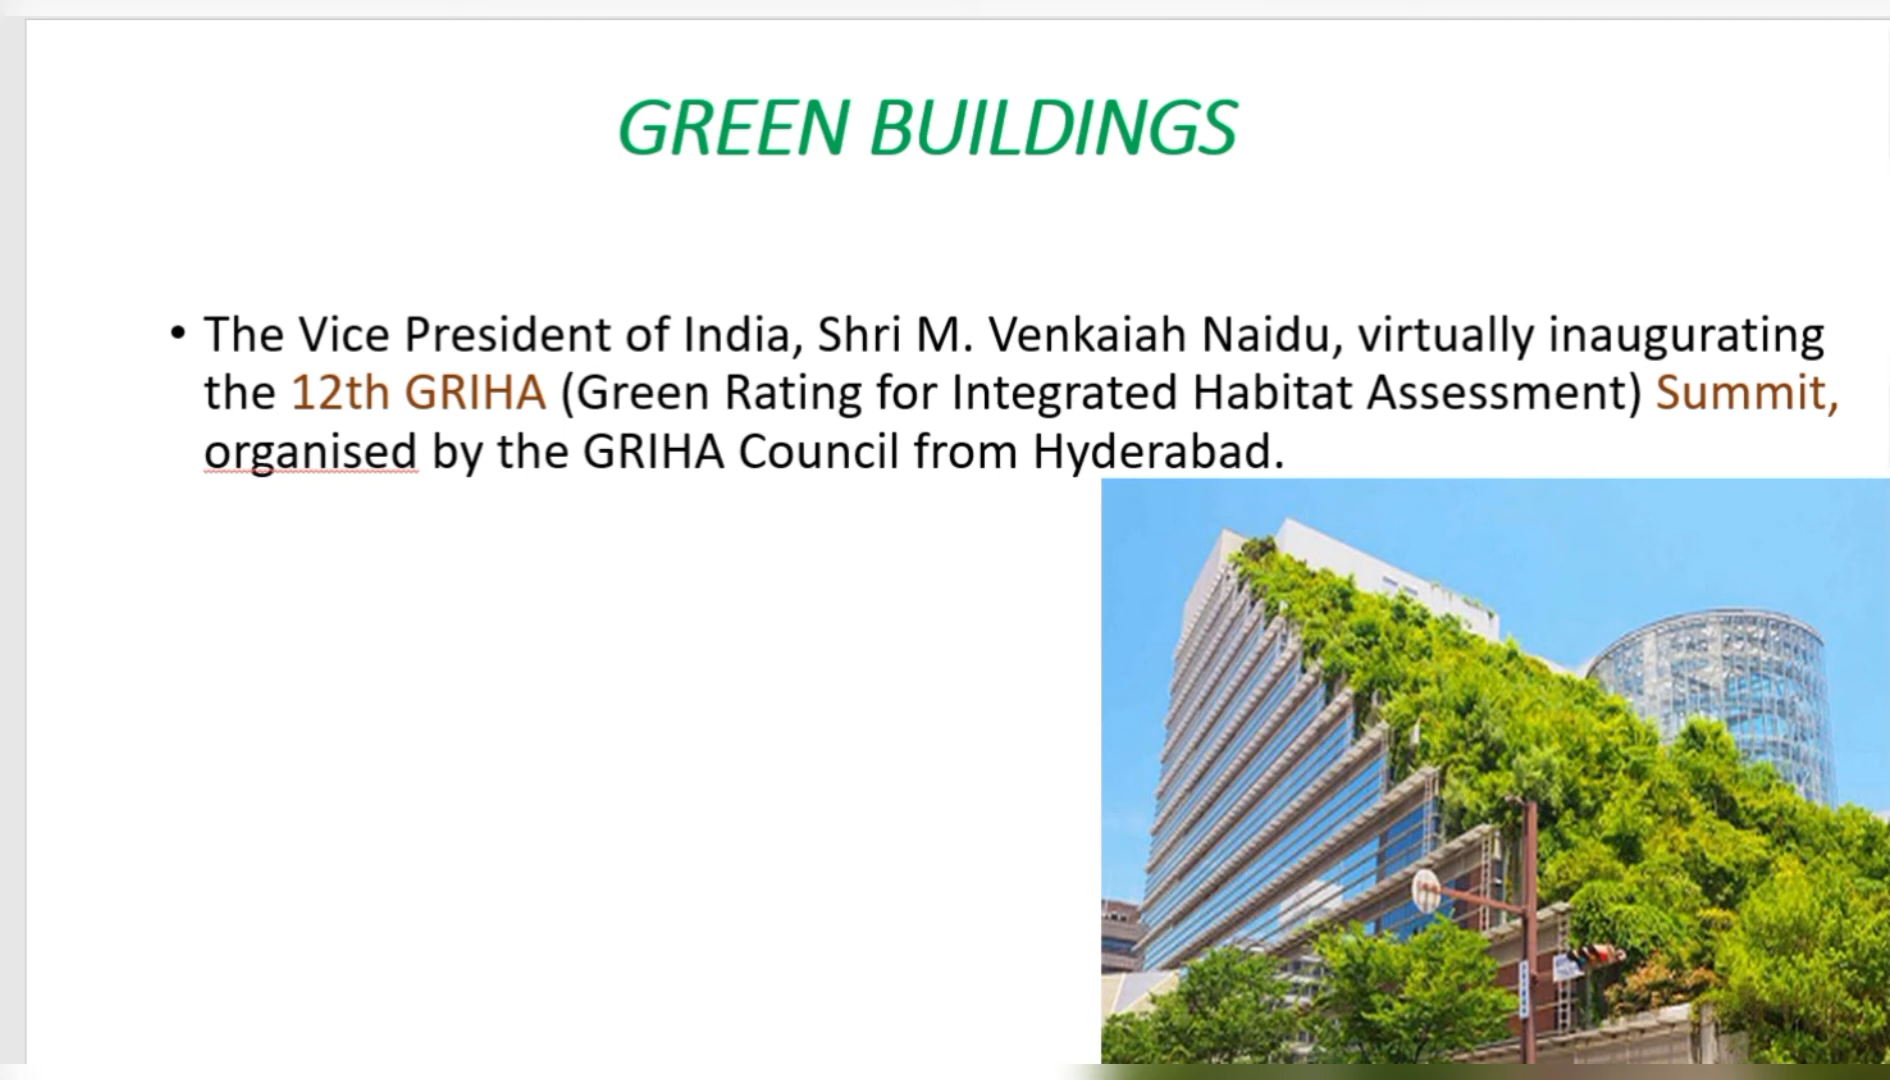 GREEN BUILDINGS
• The Vice President of India, Shri M. Venkaiah Naidu, virtually inaugurating
the 12th GRIHA (Green Rating for Integrated Habitat Assessment) Summit,
organised by the GRIHA Council from Hyderabad.